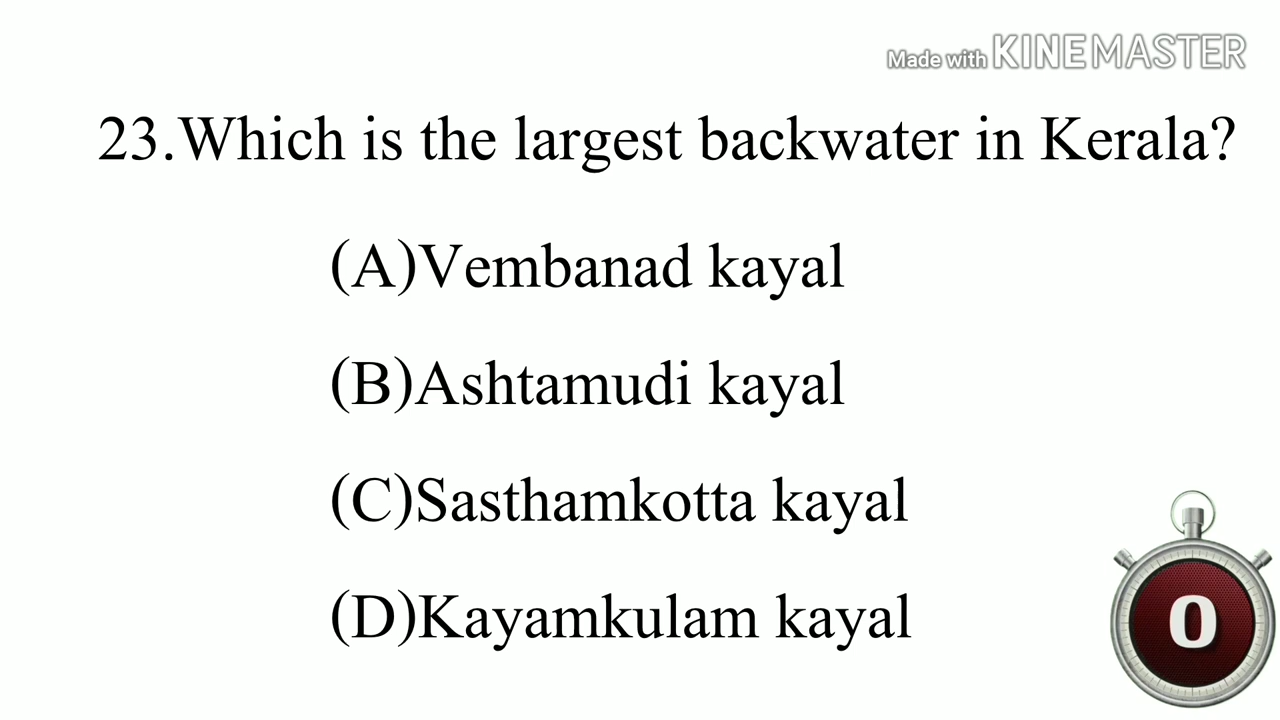 Made with KINEMASTER
23.Which is the largest backwater in Kerala?
(A)Vembanad kayal
(B)Ashtamudi kayal
(C)Sasthamkotta kayal
(D)Kayamkulam kayal
0